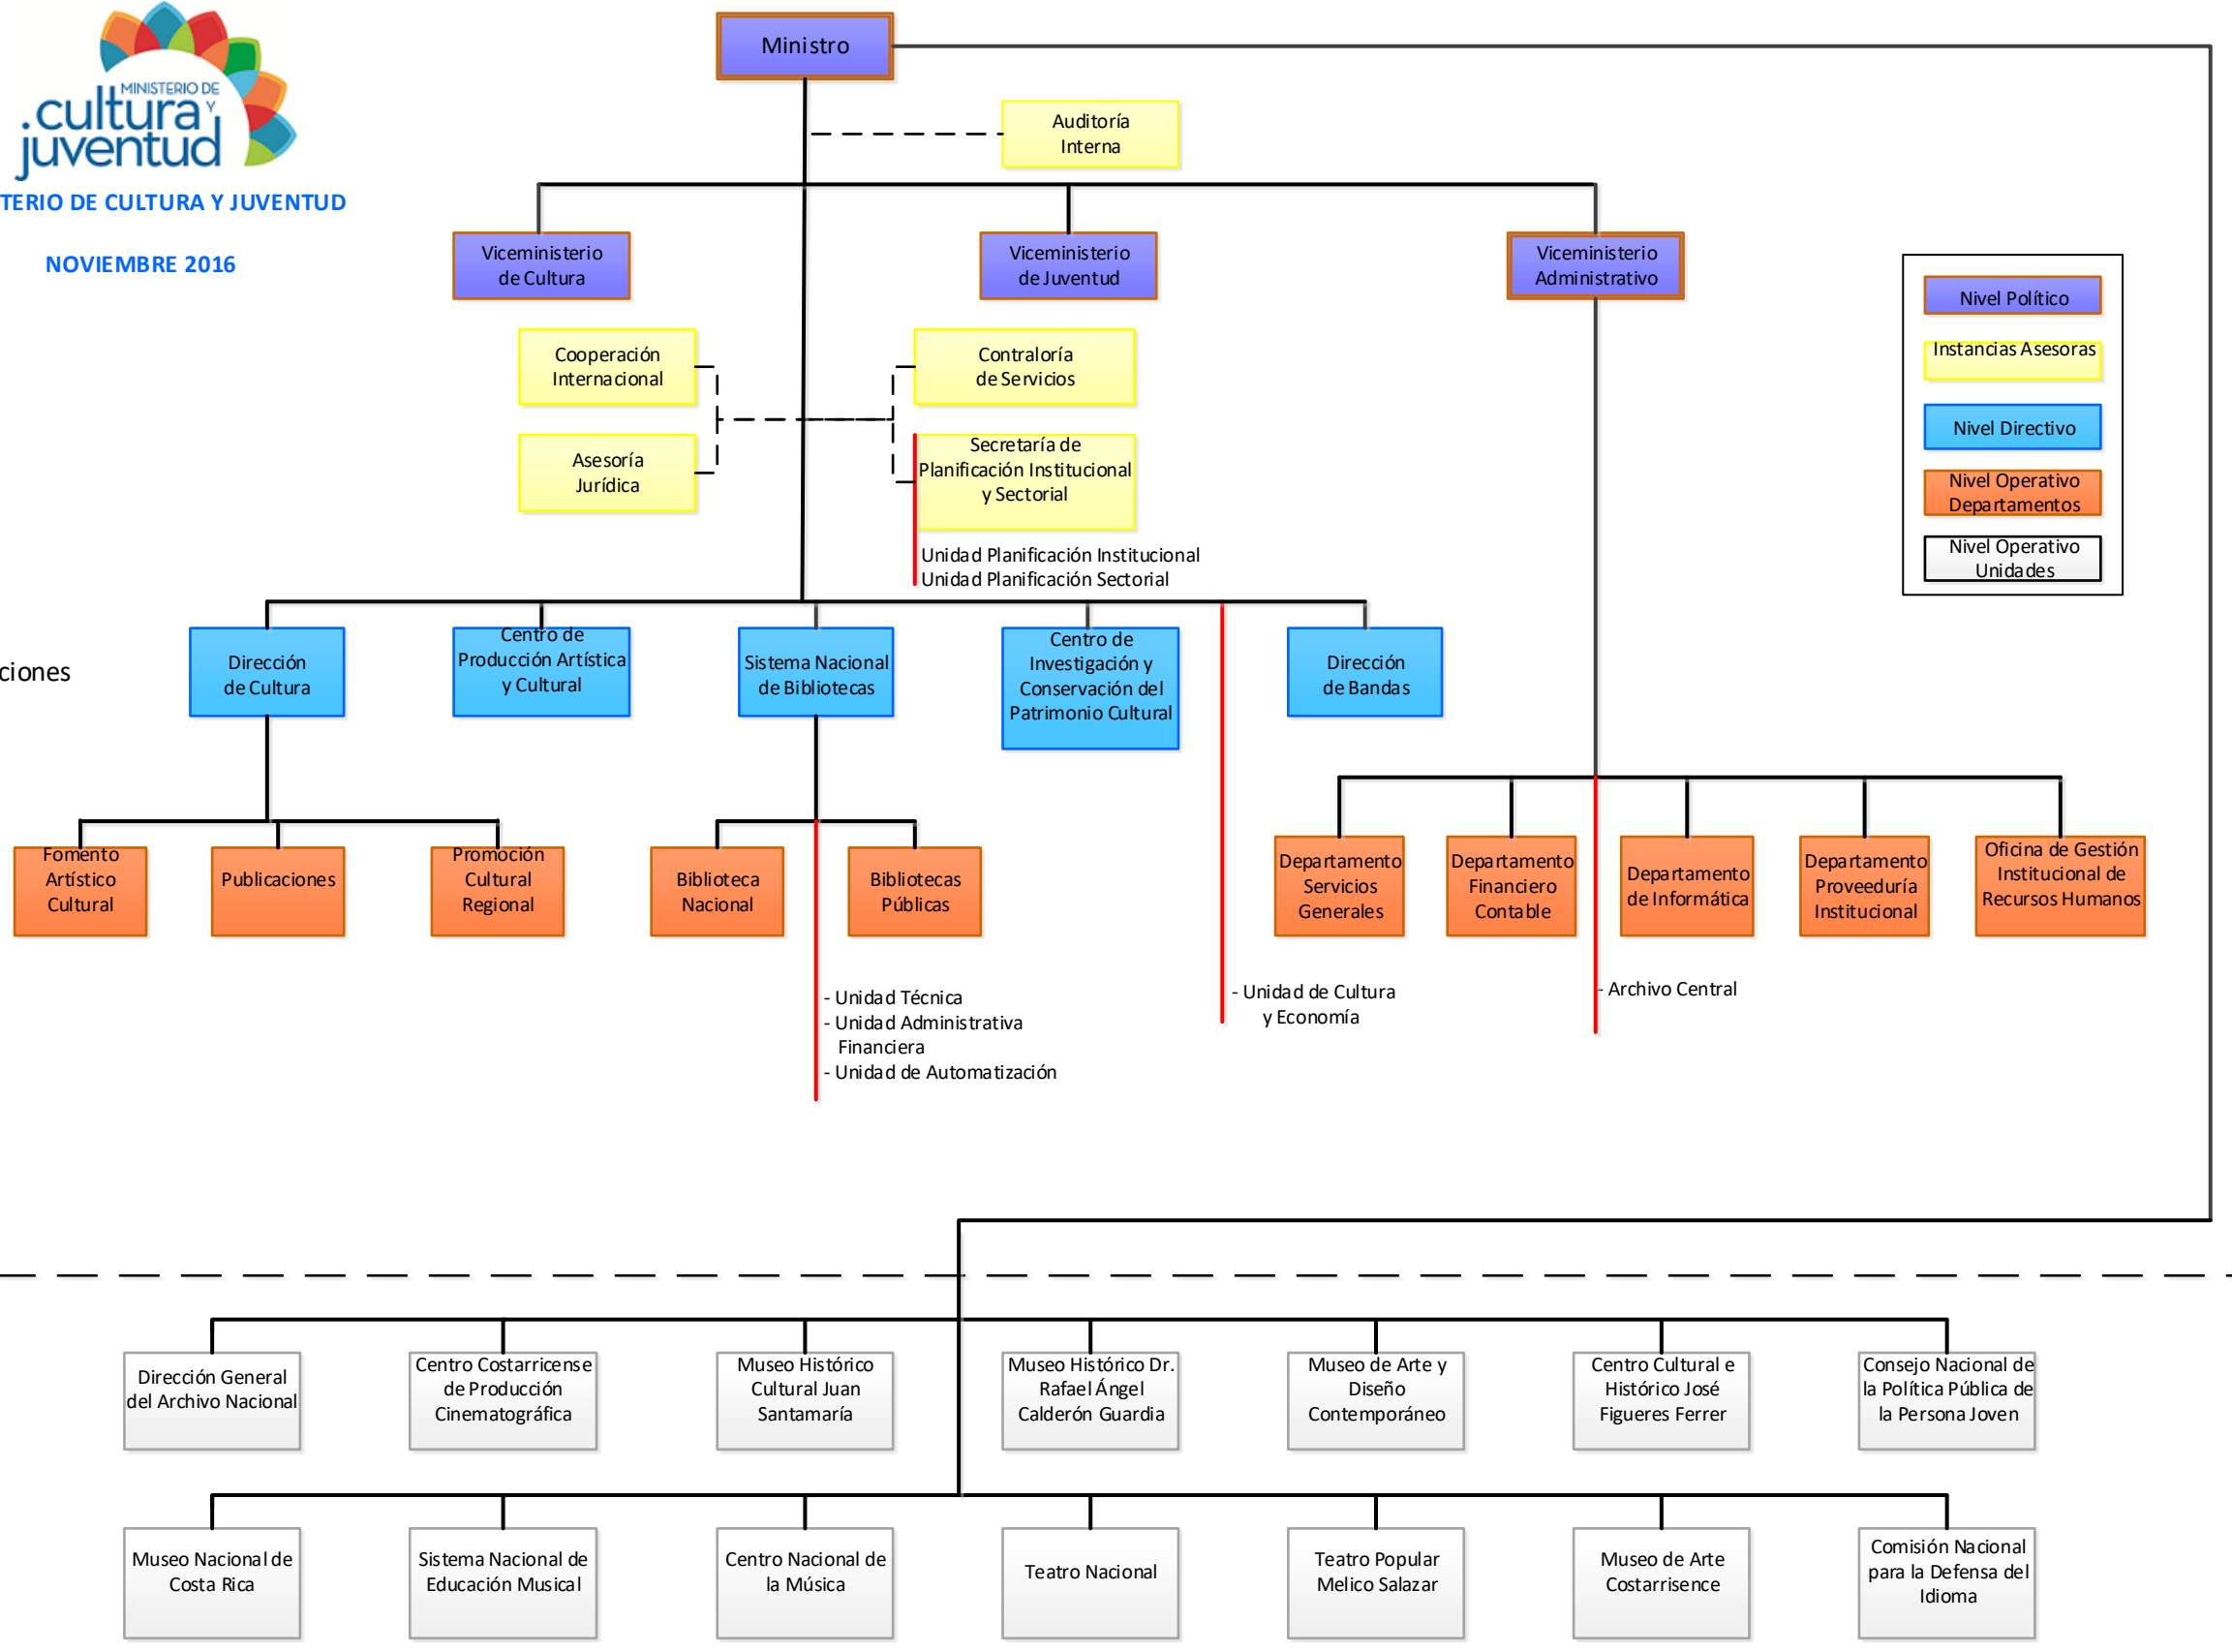 MINISTERIO DE
cultura Y
juventud
TERIO DE CULTURA Y JUVENTUD
NOVIEMBRE 2016
Ministro
Auditoría
Interna
Viceministerio
de Cultura
Viceministerio
de Juventud
Viceministerio
Administrativo
Nivel Político
Instancias Asesoras
Nivel Directivo
Nivel Operativo
Departamentos
Nivel Operativo
Unidades
Cooperación
Internacional
Contraloría
de Servicios
Asesoría
Jurídica
Secretaría de
Planificación Institucional
y Sectorial
Unidad Planificación Institucional
Unidad Planificación Sectorial
ciones
Dirección
de Cultura
Centro de
Producción Artística
y Cultural
Sistema Nacional
de Bibliotecas
Centro de
Investigación y
Conservación del
Patrimonio Cultural
Dirección
de Bandas
Fomento
Artístico
Cultural
Publicaciones
Promoción
Cultural
Regional
Biblioteca
Nacional
Bibliotecas
Públicas
Departamento
Servicios
Generales
Departamento
Financiero
Contable
Departamento
de Informática
Departamento
Proveeduría
Institucional
Oficina de Gestión
Institucional de
Recursos Humanos
- Unidad Técnica
- Unidad Administrativa
Financiera
- Unidad de Automatización
- Unidad de Cultura
y Economía
- Archivo Central
Dirección General
del Archivo Nacional
Centro Costarricense
de Producción
Cinematográfica
Museo Histórico
Cultural Juan
Santamaría
Museo Histórico Dr.
Rafael Ángel
Calderón Guardia
Museo de Arte y
Diseño
Contemporáneo
Centro Cultural e
Histórico José
Figueres Ferrer
Consejo Nacional de
la Política Pública de
la Persona Joven
Museo Nacional de
Costa Rica
Sistema Nacional de
Educación Musical
Centro Nacional de
la Música
Teatro Nacional
Teatro Popular
Melico Salazar
Museo de Arte
Costarrisence
Comisión Nacional
para la Defensa del
Idioma